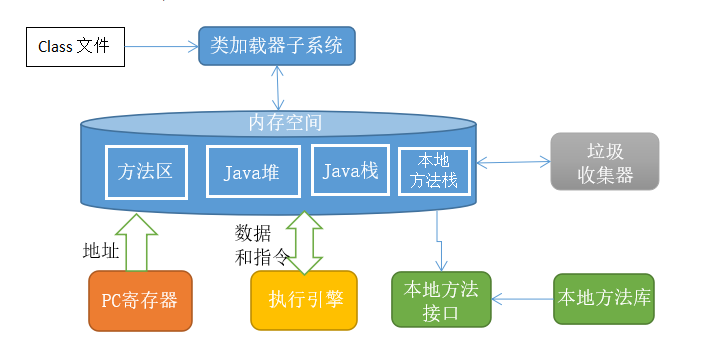 Class 文件
类加载器子系统
内存空间
方法区
Java堆
Java栈
本地
方法栈
垃圾
收集器
地址
数据
和指令
PC寄存器
执行引擎
本地方法
接口
本地方法库